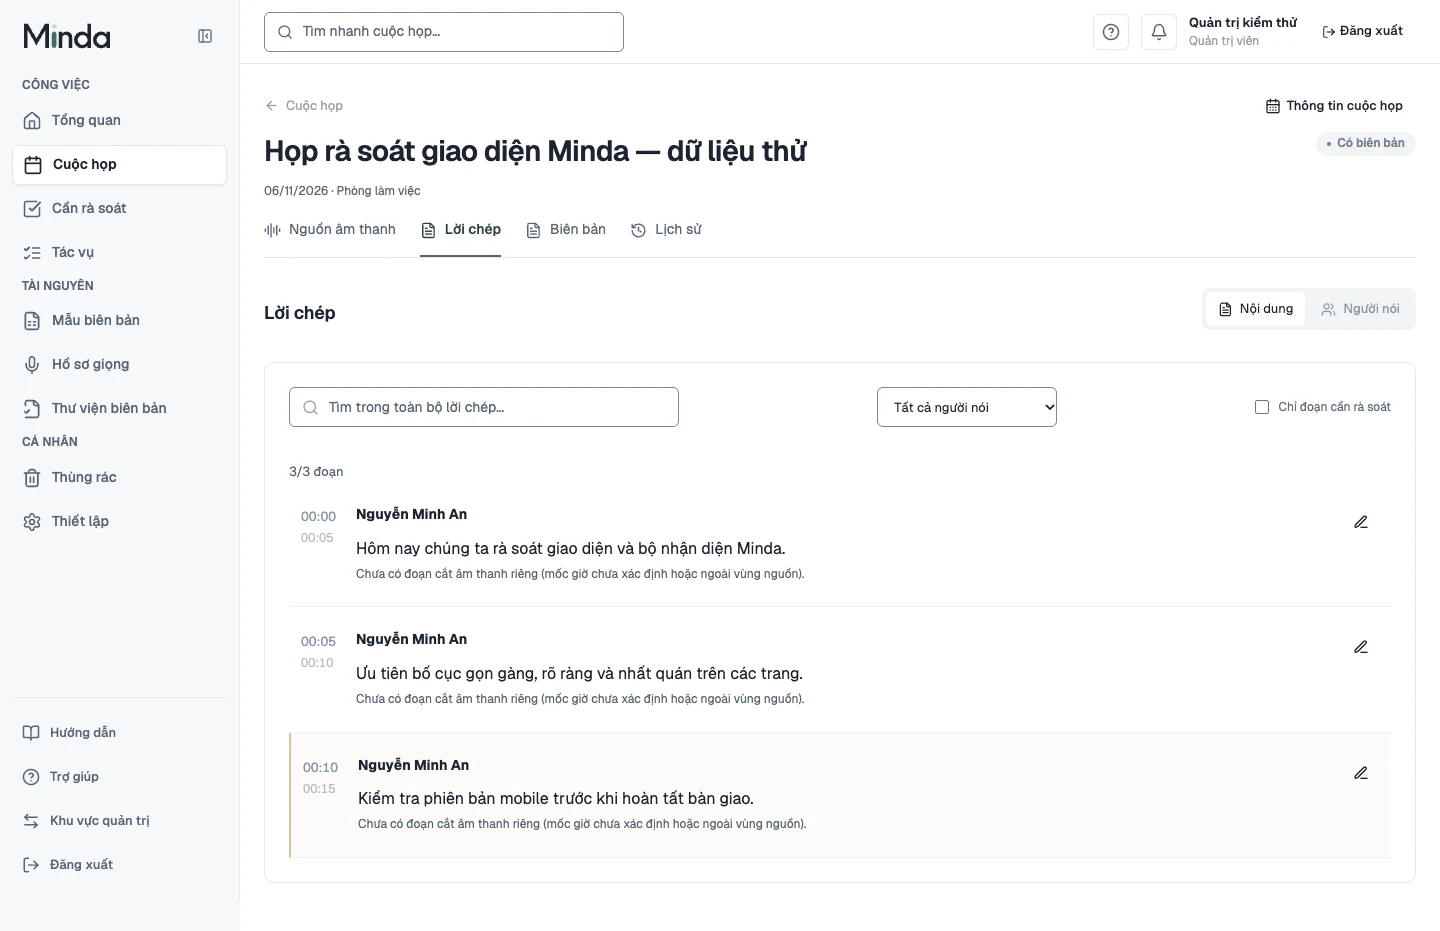 Minda
Tìm nhanh cuộc họp...
Quản trị kiểm thử
Quản trị viên
Đăng xuất
CÔNG VIỆC
Tổng quan
Cuộc họp
Cần rà soát
Tác vụ
TÀI NGUYÊN
Mẫu biên bản
Hồ sơ giọng
Thư viện biên bản
CÁ NHÂN
Thùng rác
Thiết lập
Hướng dẫn
Trợ giúp
Khu vực quản trị
Đăng xuất
Cuộc họp
Thông tin cuộc họp
Họp rà soát giao diện Minda — dữ liệu thử
Có biên bản
06/11/2026 · Phòng làm việc
Nguồn âm thanh
Lời chép
Biên bản
Lịch sử
Lời chép
Nội dung
Người nói
Tìm trong toàn bộ lời chép...
Tất cả người nói
Chỉ đoạn cần rà soát
3/3 đoạn
00:00
00:05
Nguyễn Minh An
Hôm nay chúng ta rà soát giao diện và bộ nhận diện Minda.
Chưa có đoạn cắt âm thanh riêng (mốc giờ chưa xác định hoặc ngoài vùng nguồn).
00:05
00:10
Nguyễn Minh An
Ưu tiên bố cục gọn gàng, rõ ràng và nhất quán trên các trang.
Chưa có đoạn cắt âm thanh riêng (mốc giờ chưa xác định hoặc ngoài vùng nguồn).
00:10
00:15
Nguyễn Minh An
Kiểm tra phiên bản mobile trước khi hoàn tất bàn giao.
Chưa có đoạn cắt âm thanh riêng (mốc giờ chưa xác định hoặc ngoài vùng nguồn).